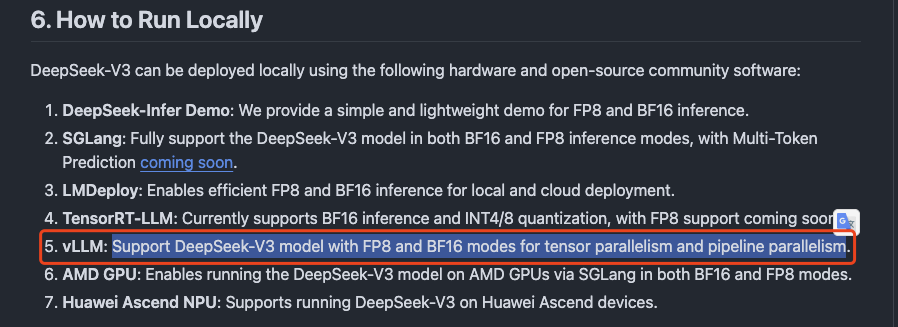 6. How to Run Locally
DeepSeek-V3 can be deployed locally using the following hardware and open-source community software:
1. DeepSeek-Infer Demo: We provide a simple and lightweight demo for FP8 and BF16 inference.
2. SGLang: Fully support the DeepSeek-V3 model in both BF16 and FP8 inference modes, with Multi-Token
Prediction coming soon.
3. LMDeploy: Enables efficient FP8 and BF16 inference for local and cloud deployment.
4. TensorRT-LLM: Currently supports BF16 inference and INT4/8 quantization, with FP8 support coming soon
5. vLLM: Support DeepSeek-V3 model with FP8 and BF16 modes for tensor parallelism and pipeline parallelism.
6. AMD GPU: Enables running the DeepSeek-V3 model on AMD GPUs via SGLang in both BF16 and FP8 modes.
7. Huawei Ascend NPU: Supports running DeepSeek-V3 on Huawei Ascend devices.